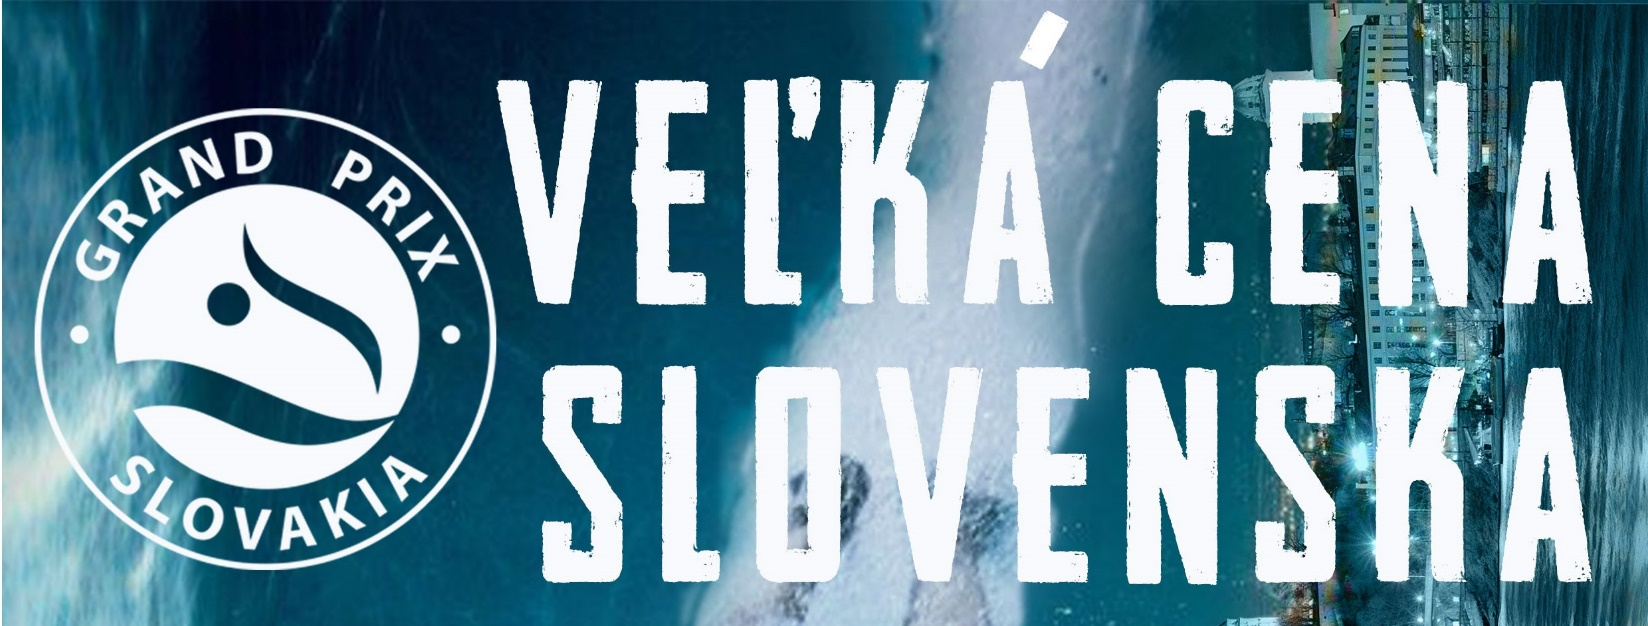 GRAND PRIX
SLOVAKIA
VEĽKÁ CENA
SLOVENSKA